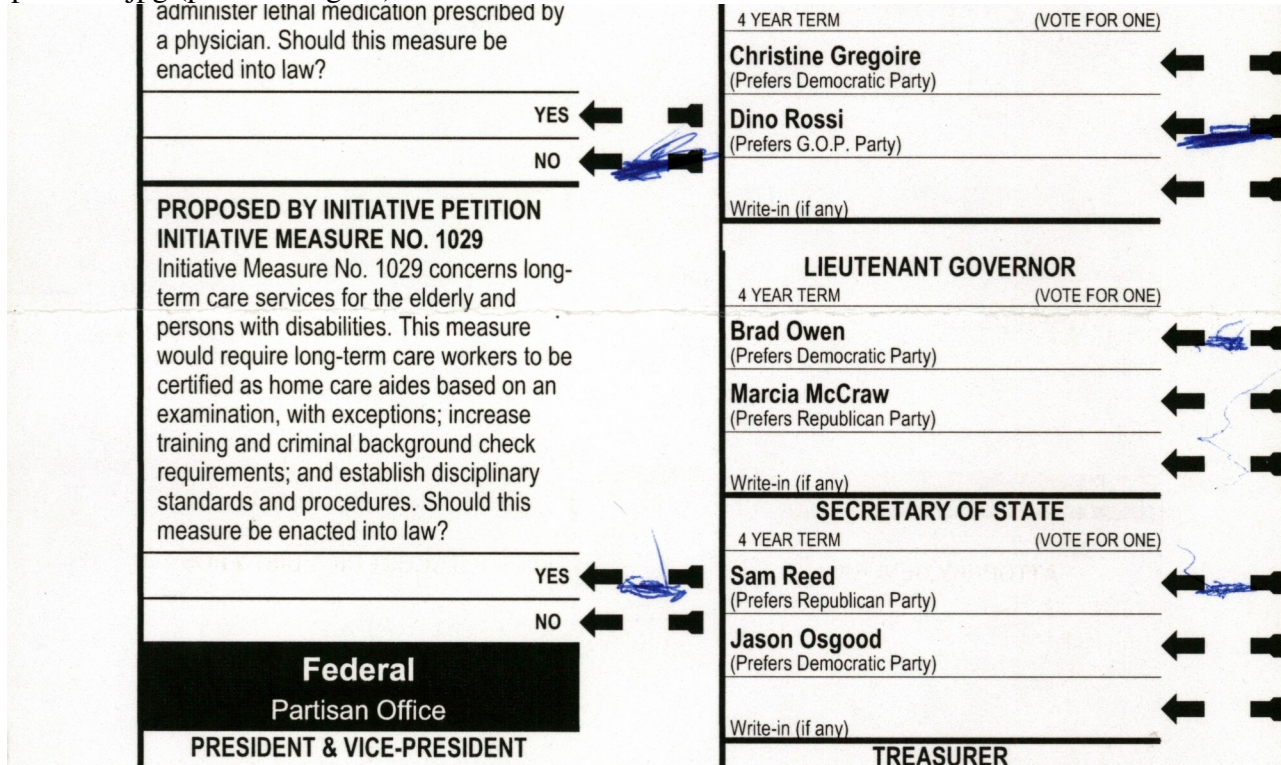 administer lethal medication prescribed by
a physician. Should this measure be
enacted into law?
YES
NO
PROPOSED BY INITIATIVE PETITION
INITIATIVE MEASURE NO. 1029
Initiative Measure No. 1029 concerns long-
term care services for the elderly and
persons with disabilities. This measure
would require long-term care workers to be
certified as home care aides based on an
examination, with exceptions; increase
training and criminal background check
requirements; and establish disciplinary
standards and procedures. Should this
measure be enacted into law?
YES
NO
Federal
Partisan Office
PRESIDENT & VICE-PRESIDENT
4 YEAR TERM (VOTE FOR ONE)
Christine Gregoire
(Prefers Democratic Party)
Dino Rossi
(Prefers G.O.P. Party)
Write-in (if any)
LIEUTENANT GOVERNOR
4 YEAR TERM (VOTE FOR ONE)
Brad Owen
(Prefers Democratic Party)
Marcia McCraw
(Prefers Republican Party)
Write-in (if any)
SECRETARY OF STATE
4 YEAR TERM (VOTE FOR ONE)
Sam Reed
(Prefers Republican Party)
Jason Osgood
(Prefers Democratic Party)
Write-in (if any)
TREASURER